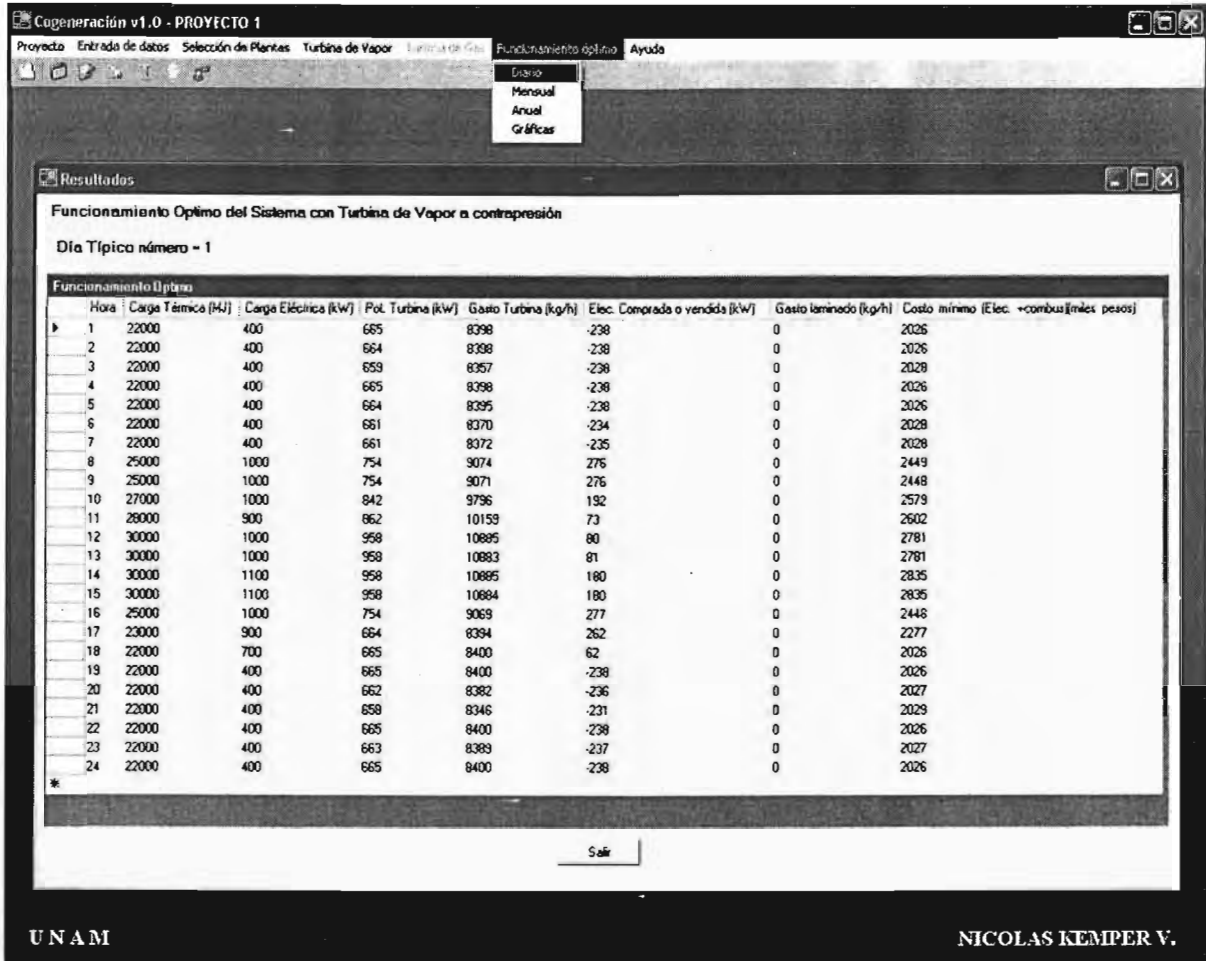 Cogeneración v1.0 - PROYECTO 1
Proyecto Entrada de datos Selección de Plantas Turbina de Vapor Turbina de Gas Funcionamiento óptimo Ayuda
Diario
Mensual
Anual
Gráficas
Resultados
Funcionamiento Optimo del Sistema con Turbina de Vapor a contrapresión
Día Típico número - 1
Funcionamiento Optimo
Hora Carga Térmica (MJ) Carga Eléctrica (kW) Pot. Turbina (kW) Gasto Turbina (kg/h) Elec. Comprada o vendida (kW) Gasto laminado (kg/h) Costo mínimo (Elec. +combus)(miles pesos)
1 22000 400 665 8398 -238 0 2026
2 22000 400 664 8398 -238 0 2026
3 22000 400 659 8357 -238 0 2028
4 22000 400 665 8398 -238 0 2026
5 22000 400 664 8395 -238 0 2026
6 22000 400 661 8370 -234 0 2028
7 22000 400 661 8372 -235 0 2028
8 25000 1000 754 9074 276 0 2449
9 25000 1000 754 9071 276 0 2448
10 27000 1000 842 9796 192 0 2579
11 28000 900 862 10159 73 0 2602
12 30000 1000 958 10885 80 0 2781
13 30000 1000 958 10883 81 0 2781
14 30000 1100 958 10885 180 0 2835
15 30000 1100 958 10884 180 0 2835
16 25000 1000 754 9069 277 0 2448
17 23000 900 664 8394 262 0 2277
18 22000 700 665 8400 62 0 2026
19 22000 400 665 8400 -238 0 2026
20 22000 400 662 8382 -236 0 2027
21 22000 400 658 8346 -231 0 2029
22 22000 400 665 8400 -238 0 2026
23 22000 400 663 8389 -237 0 2027
24 22000 400 665 8400 -238 0 2026
*
Salir
UNAM
NICOLAS KEMPER V.